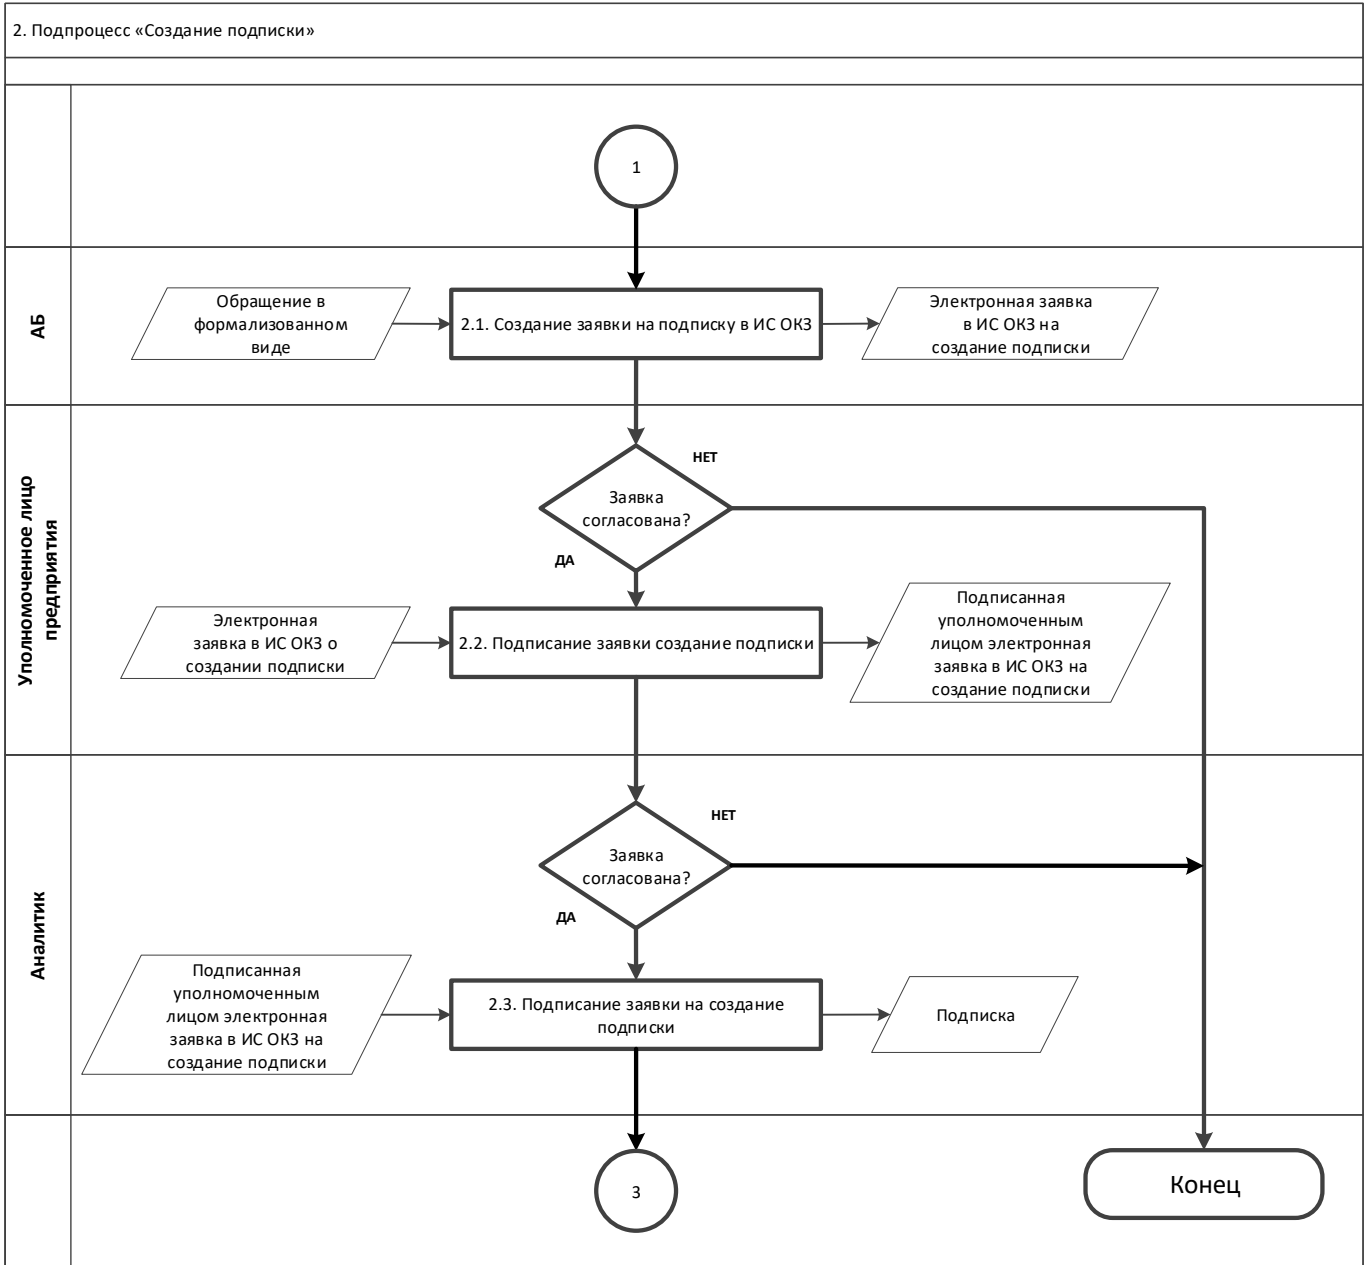 2. Подпроцесс «Создание подписки»
1
АБ
Обращение в
формализованном
виде
2.1. Создание заявки на подписку в ИС ОКЗ
Электронная заявка
в ИС ОКЗ на
создание подписки
Уполномоченное лицо
предприятия
НЕТ
Заявка
согласована?
ДА
Электронная
заявка в ИС ОКЗ о
создании подписки
2.2. Подписание заявки создание подписки
Подписанная
уполномоченным
лицом электронная
заявка в ИС ОКЗ на
создание подписки
Аналитик
НЕТ
Заявка
согласована?
ДА
Подписанная
уполномоченным
лицом электронная
заявка в ИС ОКЗ на
создание подписки
2.3. Подписание заявки на создание
подписки
Подписка
3
Конец